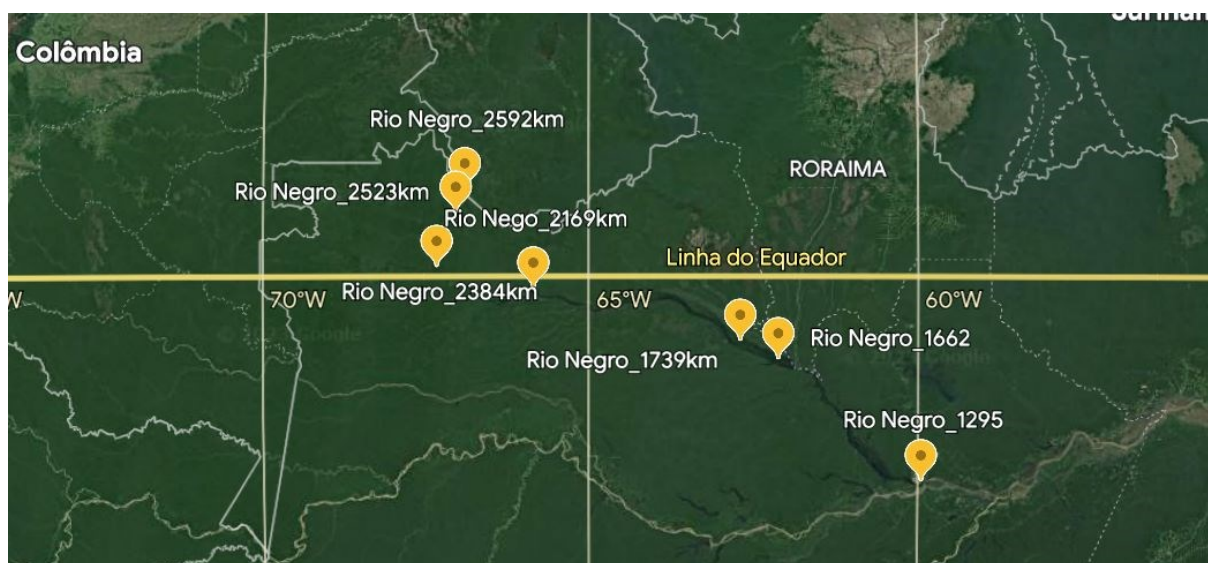 Colômbia
Rio Negro_2592km
RORAIMA
Rio Negro_2523km
Rio Nego_2169km
Linha do Equador
W
70°W
Rio Negro_2384km
65°W
60°W
Rio Negro_1662
Rio Negro_1739km
Rio Negro_1295